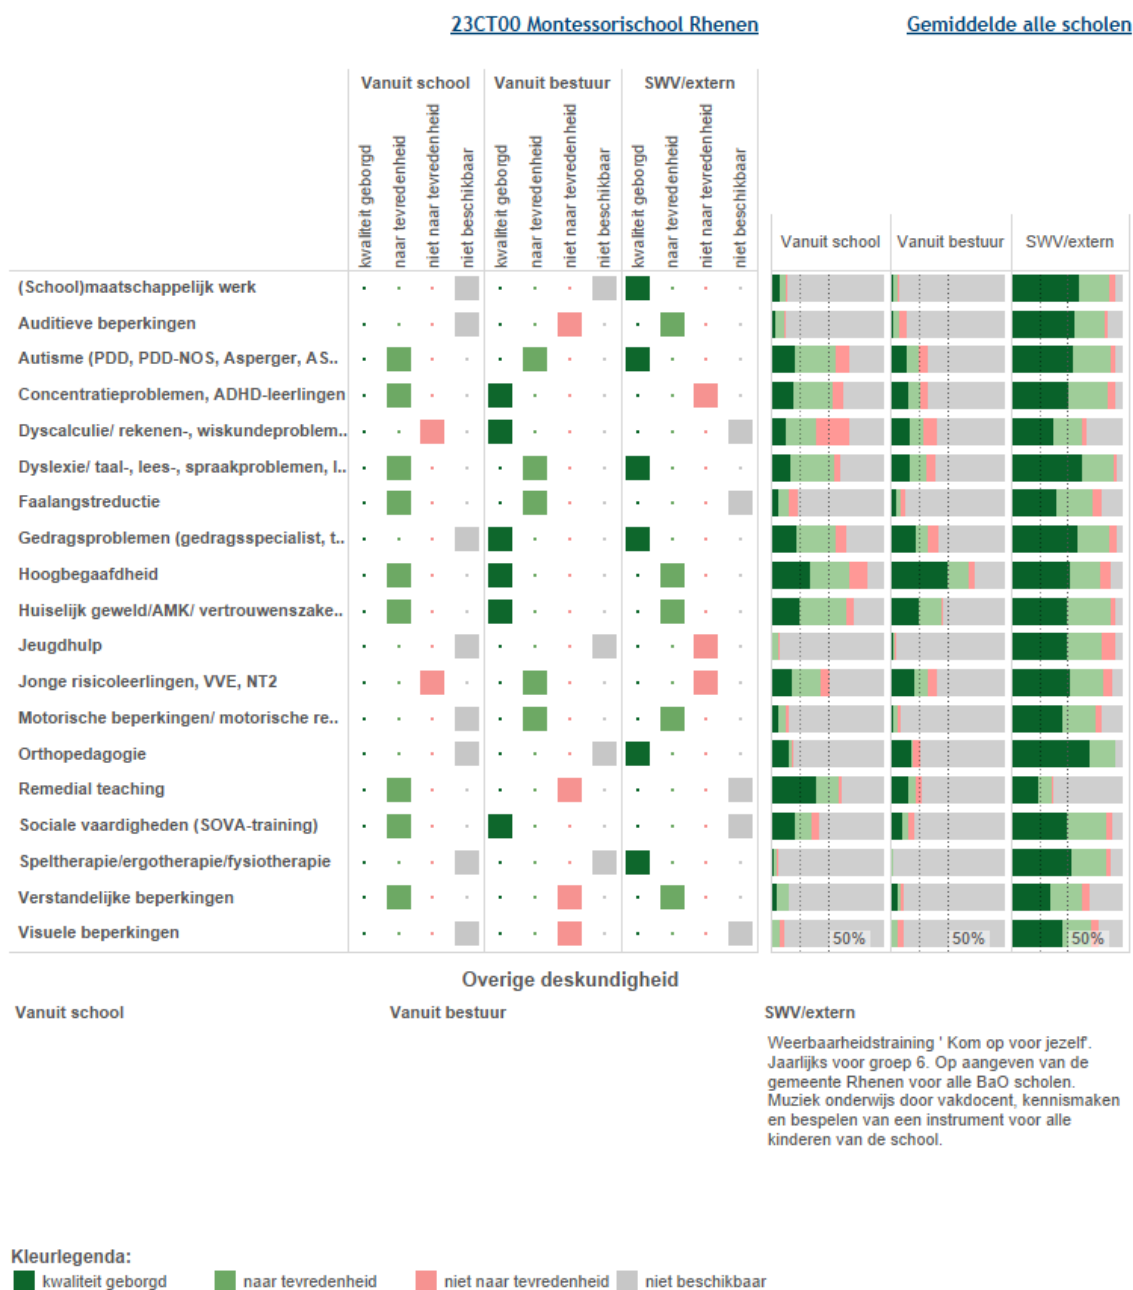 23CT00 Montessorischool Rhenen
Gemiddelde alle scholen
Vanuit school
Vanuit bestuur
SWV/extern
kwaliteit geborgd
naar tevredenheid
niet naar tevredenheid
niet beschikbaar
kwaliteit geborgd
naar tevredenheid
niet naar tevredenheid
niet beschikbaar
kwaliteit geborgd
naar tevredenheid
niet naar tevredenheid
niet beschikbaar
Vanuit school
Vanuit bestuur
SWV/extern
(School)maatschappelijk werk
Auditieve beperkingen
Autisme (PDD, PDD-NOS, Asperger, AS..
Concentratieproblemen, ADHD-leerlingen
Dyscalculie/ rekenen-, wiskundeproblem..
Dyslexie/ taal-, lees-, spraakproblemen, l..
Faalangstreductie
Gedragsproblemen (gedragsspecialist, t..
Hoogbegaafdheid
Huiselijk geweld/AMK/ vertrouwenszake..
Jeugdhulp
Jonge risicoleerlingen, VVE, NT2
Motorische beperkingen/ motorische re..
Orthopedagogie
Remedial teaching
Sociale vaardigheden (SOVA-training)
Speltherapie/ergotherapie/fysiotherapie
Verstandelijke beperkingen
Visuele beperkingen
50%
50%
50%
Overige deskundigheid
Vanuit school
Vanuit bestuur
SWV/extern
Weerbaarheidstraining ' Kom op voor jezelf'.
Jaarlijks voor groep 6. Op aangeven van de
gemeente Rhenen voor alle BaO scholen.
Muziek onderwijs door vakdocent, kennismaken
en bespelen van een instrument voor alle
kinderen van de school.
Kleurlegenda:
kwaliteit geborgd
naar tevredenheid
niet naar tevredenheid
niet beschikbaar